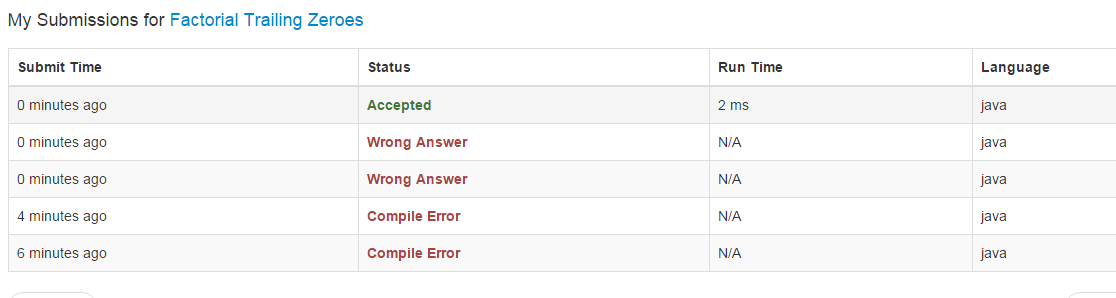 My Submissions for Factorial Trailing Zeroes
Submit Time Status Run Time Language
0 minutes ago Accepted 2 ms java
0 minutes ago Wrong Answer N/A java
0 minutes ago Wrong Answer N/A java
4 minutes ago Compile Error N/A java
6 minutes ago Compile Error N/A java